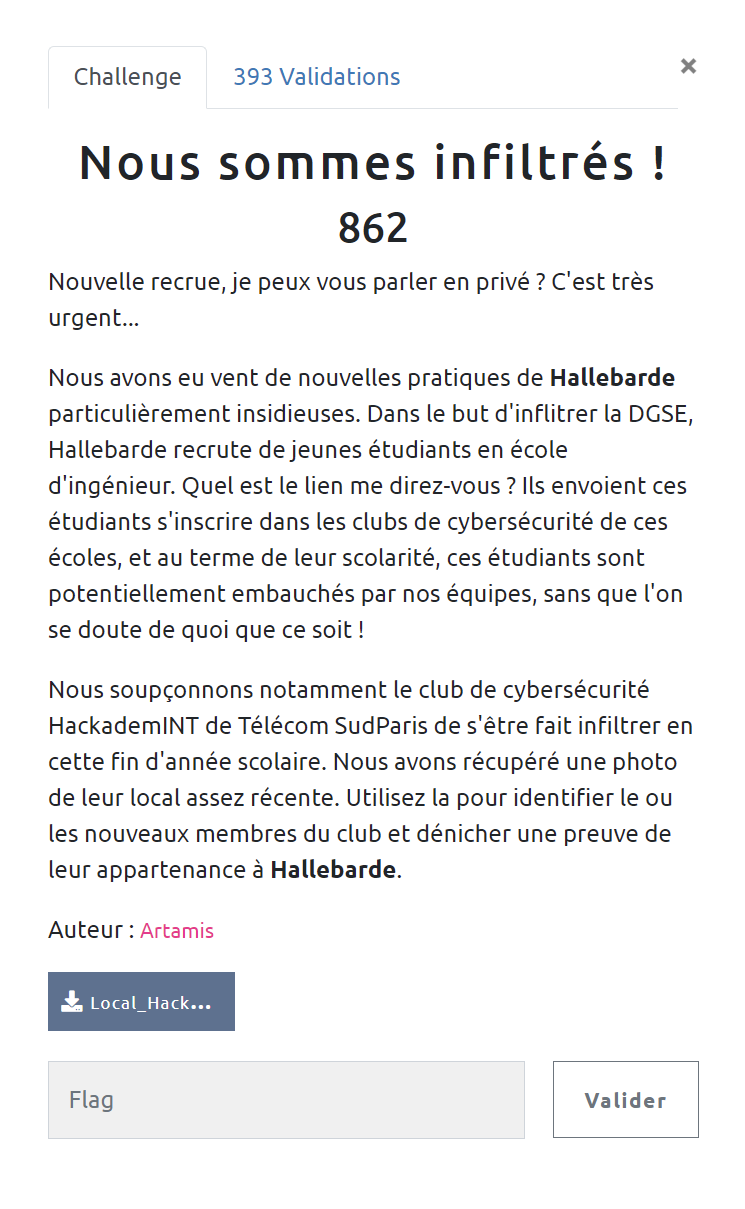 Challenge
393 Validations
×
Nous sommes infiltrés !
862
Nouvelle recrue, je peux vous parler en privé ? C'est très
urgent...
Nous avons eu vent de nouvelles pratiques de Hallebarde
particulièrement insidieuses. Dans le but d'inflitrer la DGSE,
Hallebarde recrute de jeunes étudiants en école
d'ingénieur. Quel est le lien me direz-vous ? Ils envoient ces
étudiants s'inscrire dans les clubs de cybersécurité de ces
écoles, et au terme de leur scolarité, ces étudiants sont
potentiellement embauchés par nos équipes, sans que l'on
se doute de quoi que ce soit !
Nous soupçonnons notamment le club de cybersécurité
HackademINT de Télécom SudParis de s'être fait infiltrer en
cette fin d'année scolaire. Nous avons récupéré une photo
de leur local assez récente. Utilisez la pour identifier le ou
les nouveaux membres du club et dénicher une preuve de
leur appartenance à Hallebarde.
Auteur : Artamis
Local_Hack...
Flag
Valider